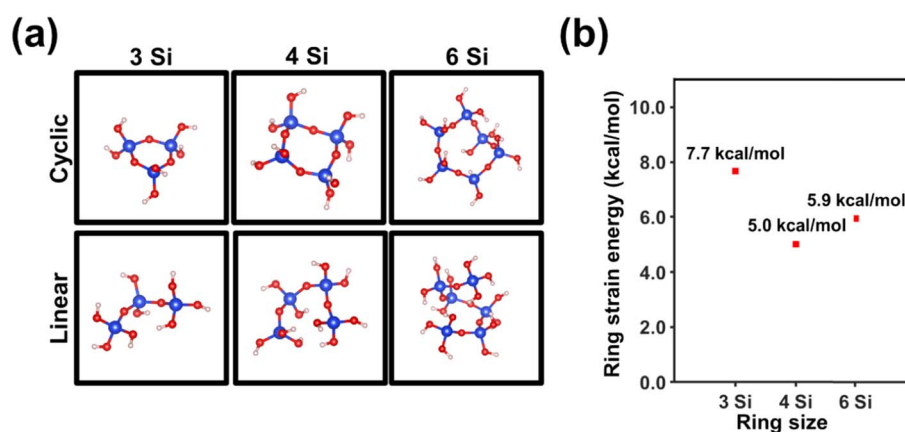 (a)
3 Si 4 Si 6 Si
Cyclic
Linear
(b)
Ring strain energy (kcal/mol)
10.0
8.0
6.0
4.0
2.0
0.0
7.7 kcal/mol
5.0 kcal/mol
5.9 kcal/mol
3 Si 4 Si 6 Si
Ring size